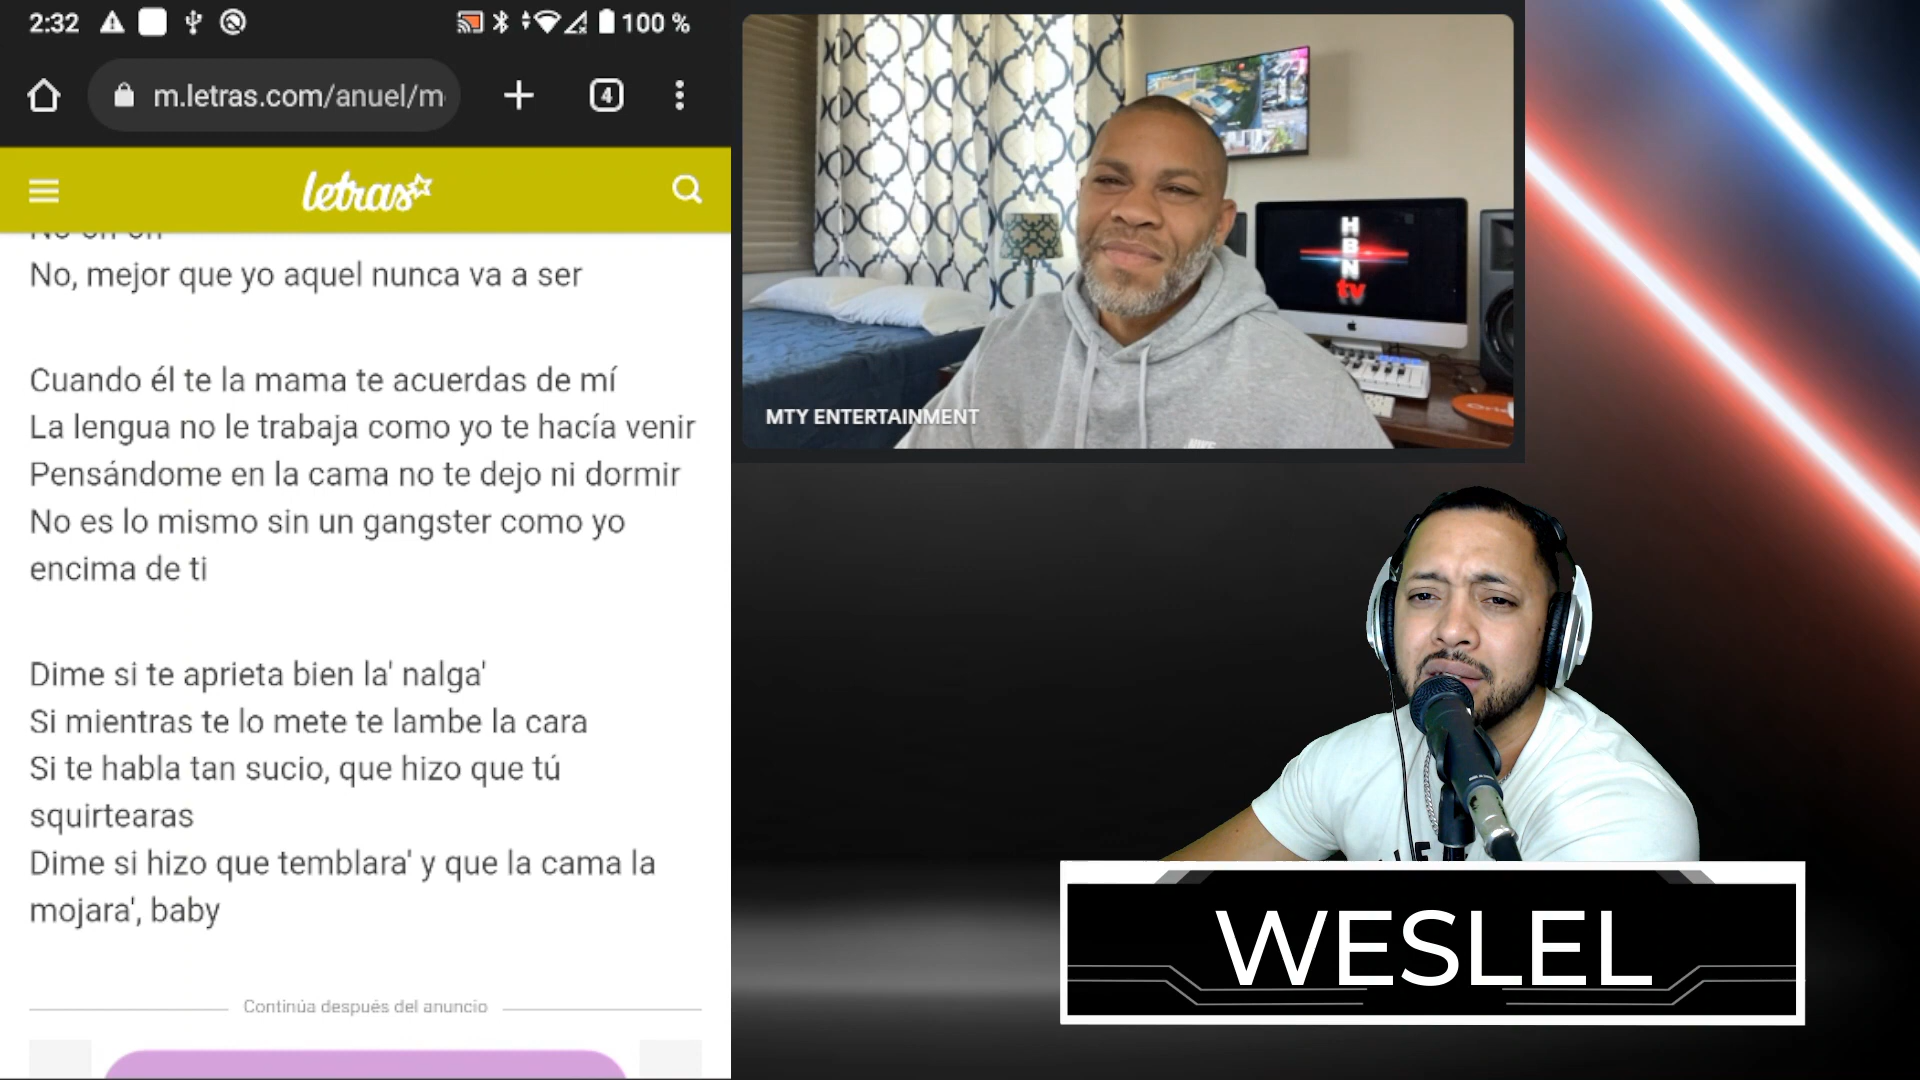 2:32
100 %
m.letras.com/anuel/m
4
letras
No, mejor que yo aquel nunca va a ser
Cuando él te la mama te acuerdas de mí
La lengua no le trabaja como yo te hacía venir
Pensándome en la cama no te dejo ni dormir
No es lo mismo sin un gangster como yo
encima de ti
Dime si te aprieta bien la' nalga'
Si mientras te lo mete te lambe la cara
Si te habla tan sucio, que hizo que tú
squirtearas
Dime si hizo que temblara' y que la cama la
mojara', baby
Continúa después del anuncio
HBN
tv
MTY ENTERTAINMENT
NIKE
WESLEL